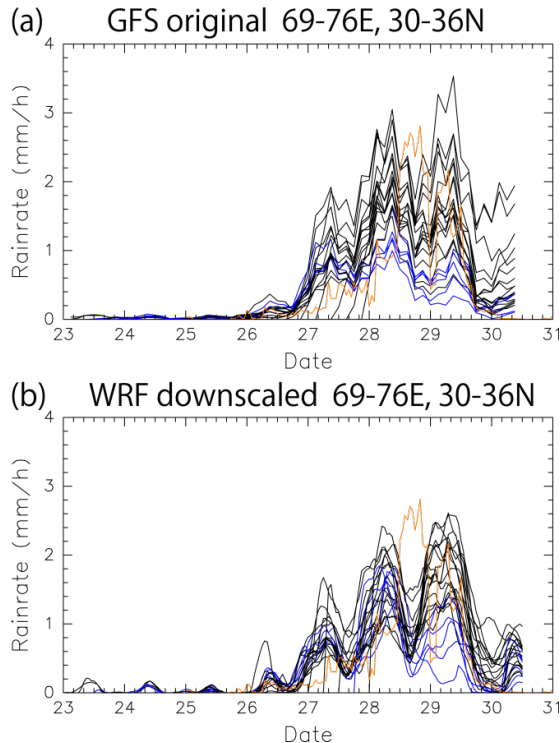 (a) GFS original 69-76E, 30-36N
4
3
2
1
0
Rainrate (mm/h)
23 24 25 26 27 28 29 30 31
Date
(b) WRF downscaled 69-76E, 30-36N
4
3
2
1
0
Rainrate (mm/h)
23 24 25 26 27 28 29 30 31
Date